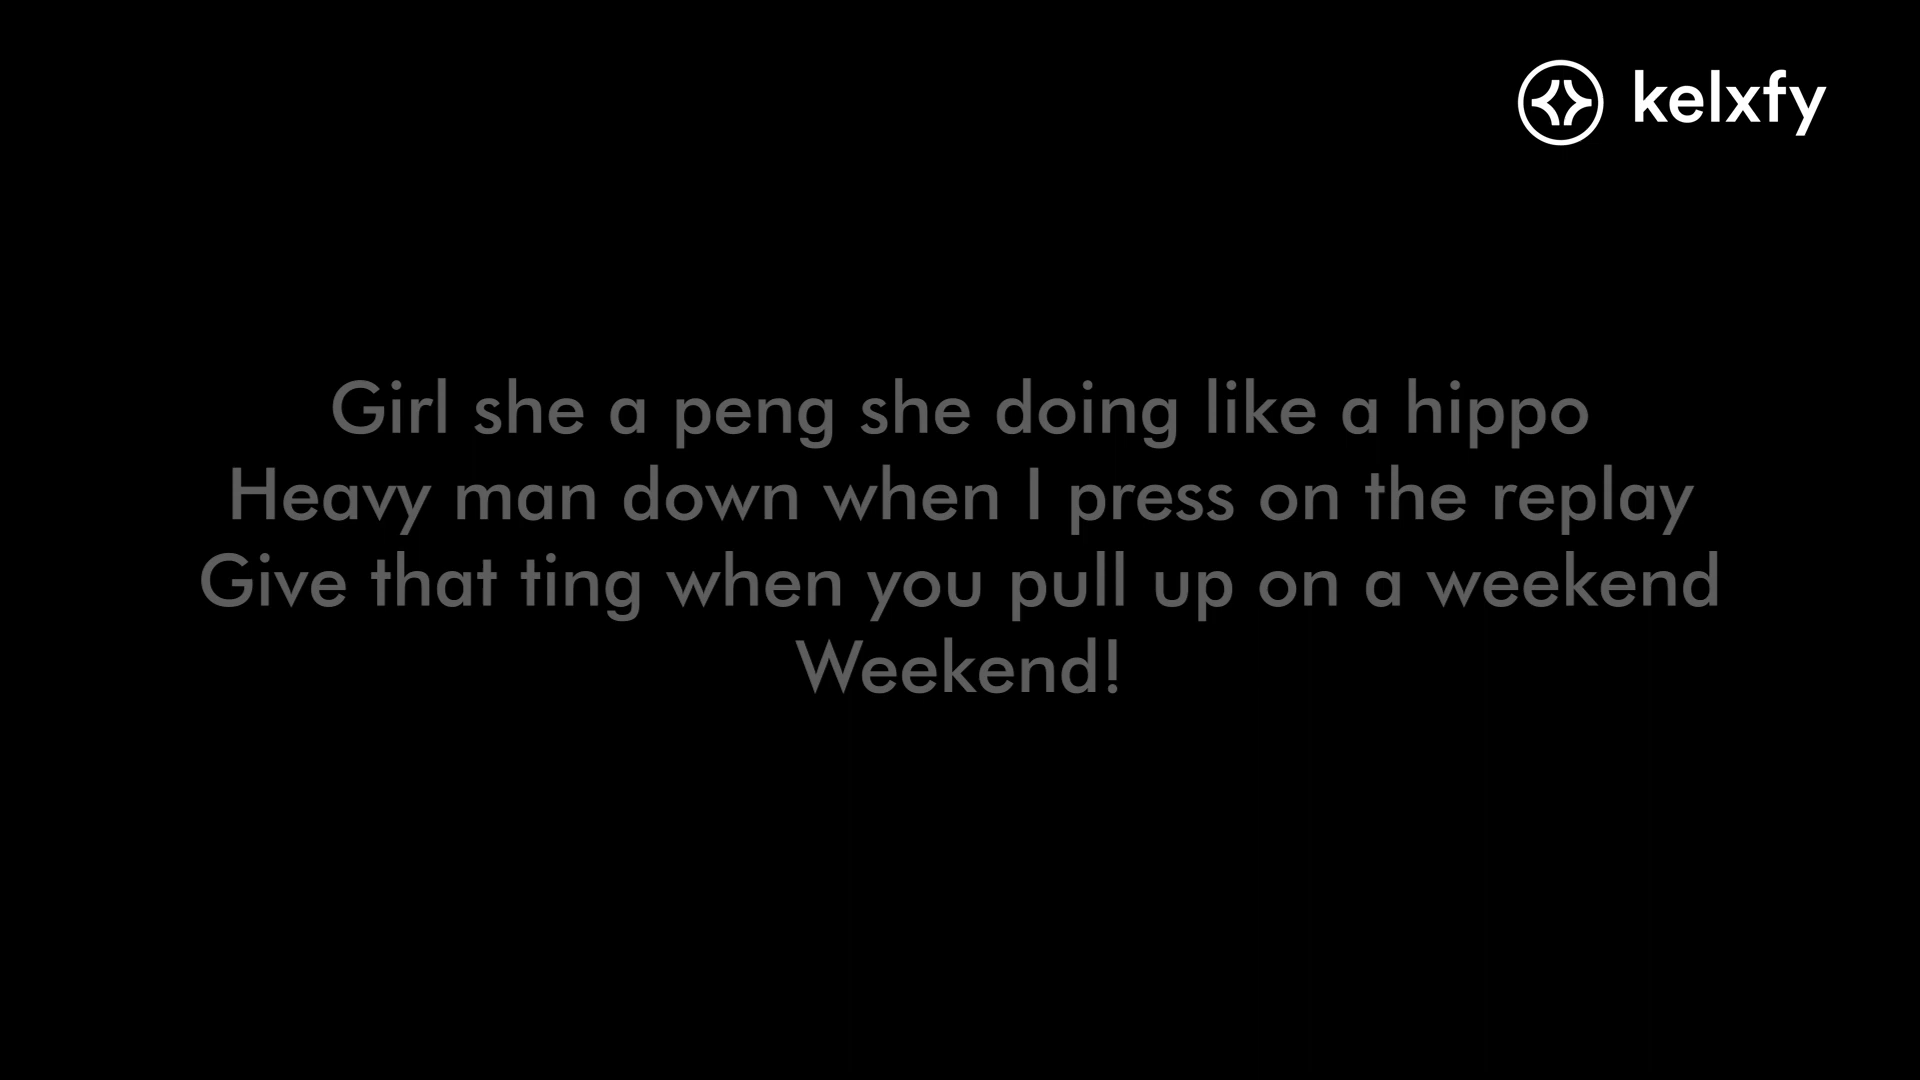 kelxfy
Girl she a peng she doing like a hippo
Heavy man down when I press on the replay
Give that ting when you pull up on a weekend
Weekend!